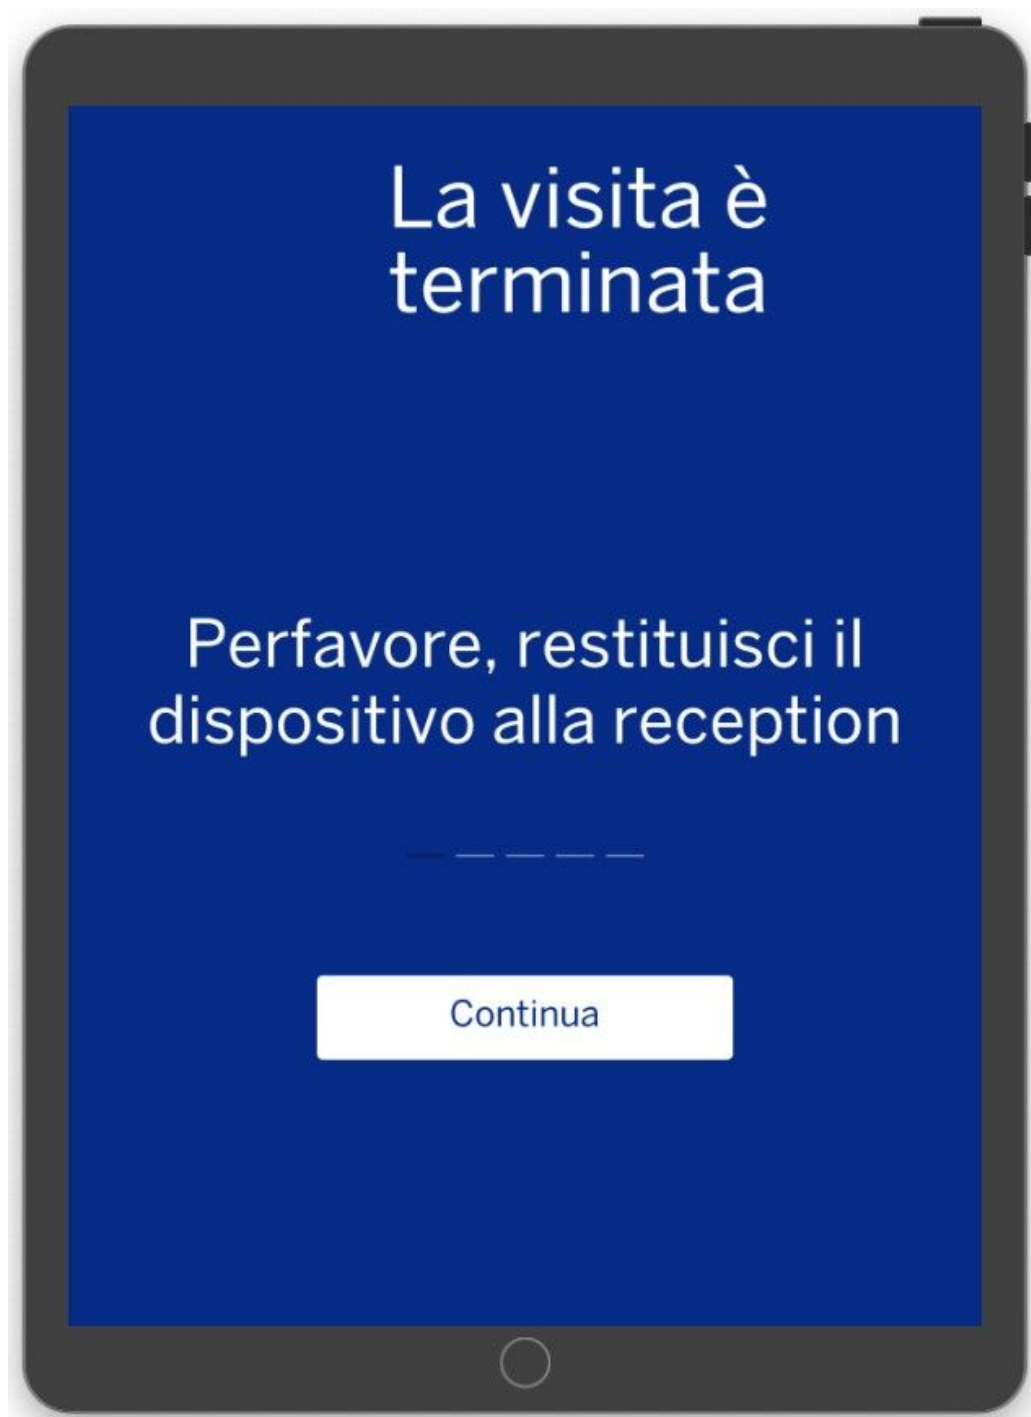 La visita è
terminata
Perfavore, restituisci il
dispositivo alla reception
Continua